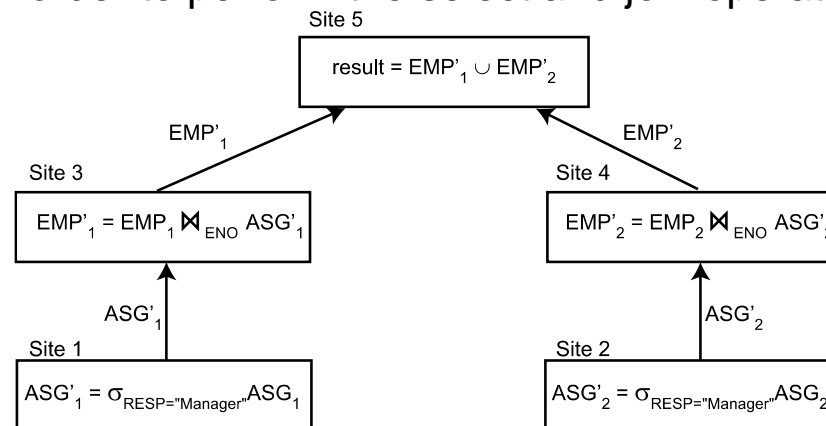 Site 5
result = EMP'₁ ∪ EMP'₂
EMP'₁
EMP'₂
Site 3
Site 4
EMP'₁ = EMP₁ ⋈ENO ASG'₁
EMP'₂ = EMP₂ ⋈ENO ASG'
ASG'₁
ASG'₂
Site 1
Site 2
ASG'₁ = σRESP="Manager"ASG₁
ASG'₂ = σRESP="Manager"ASG₂